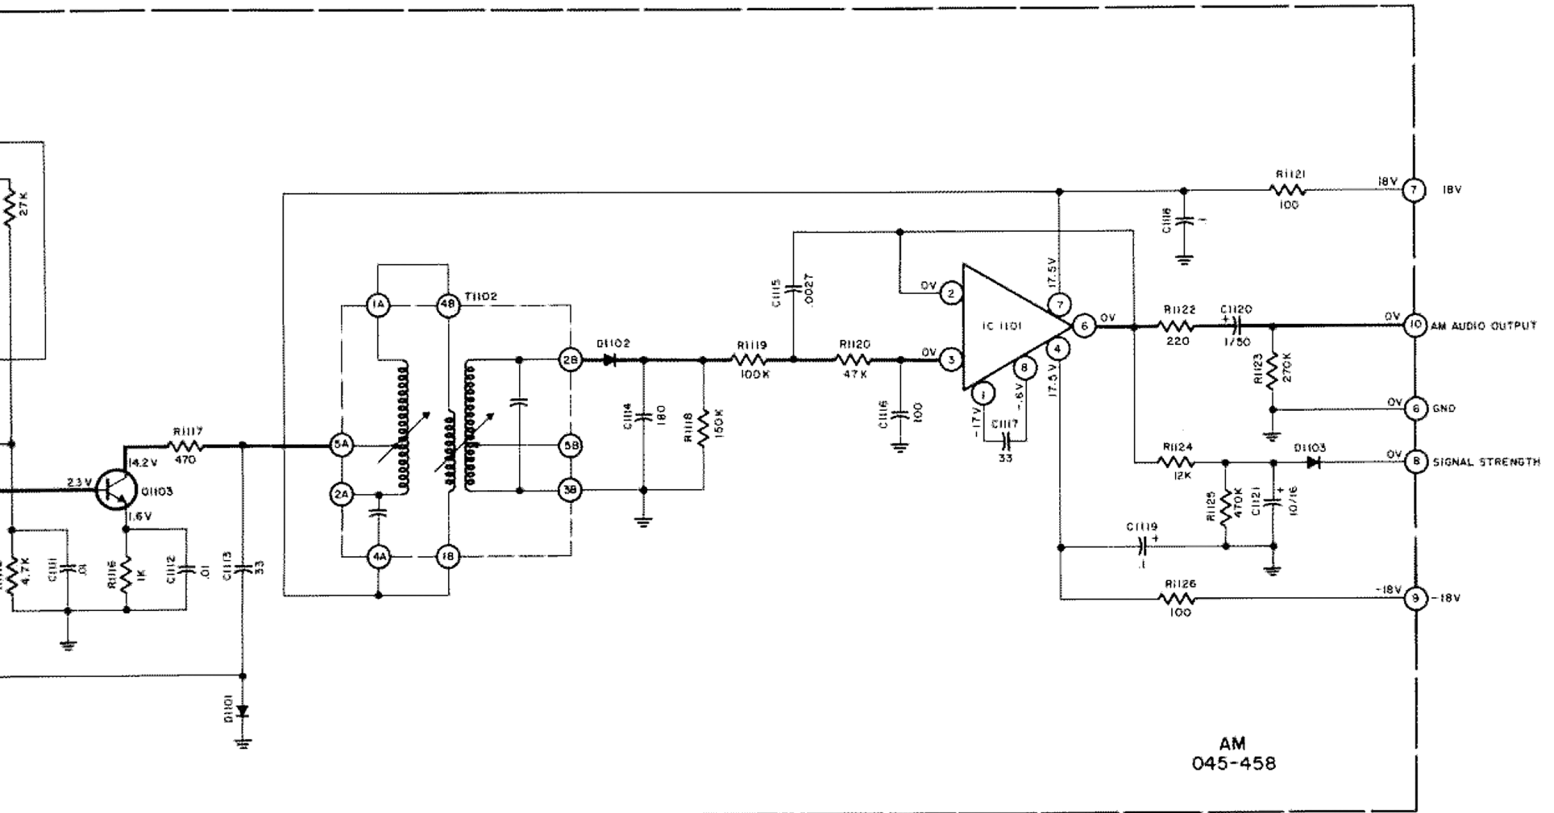 27K
R1121
18V
7
18V
100
C1118
.1
17.5V
1A
4B
T1102
C1115
.0027
0V
2
7
IC 1101
6
0V
R1122
220
C1120
+
1/50
0V
10
AM AUDIO OUTPUT
D1102
2B
R1119
100K
R1120
47K
0V
3
8
4
17.5V
R1123
270K
C1114
180
R1118
150K
C1116
100
1
-17V
-.6V
C1117
33
0V
6
GND
R1117
470
5A
5B
14.2V
2.3V
Q1103
1.6V
2A
3B
R1124
12K
D1103
0V
8
SIGNAL STRENGTH
R1125
470K
C1121
+
10/16
C1119
+
.1
4.7K
C1111
.01
R1116
1K
C1112
.01
C1113
33
4A
1B
R1126
100
-18V
9
-18V
D1101
AM
045-458